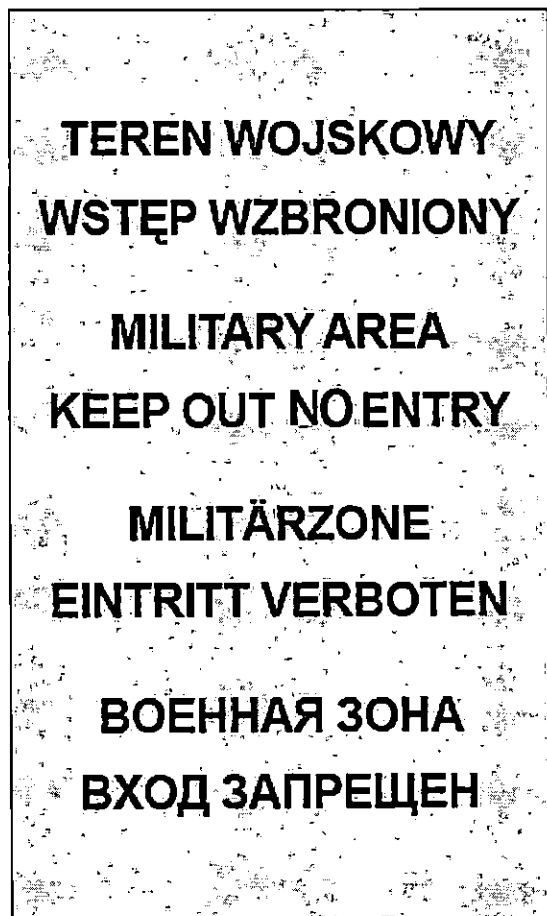 TEREN WOJSKOWY
WSTĘP WZBRONIONY
MILITARY AREA
KEEP OUT NO ENTRY
MILITÄRZONE
EINTRITT VERBOTEN
ВОЕННАЯ ЗОНА
ВХОД ЗАПРЕЩЕН